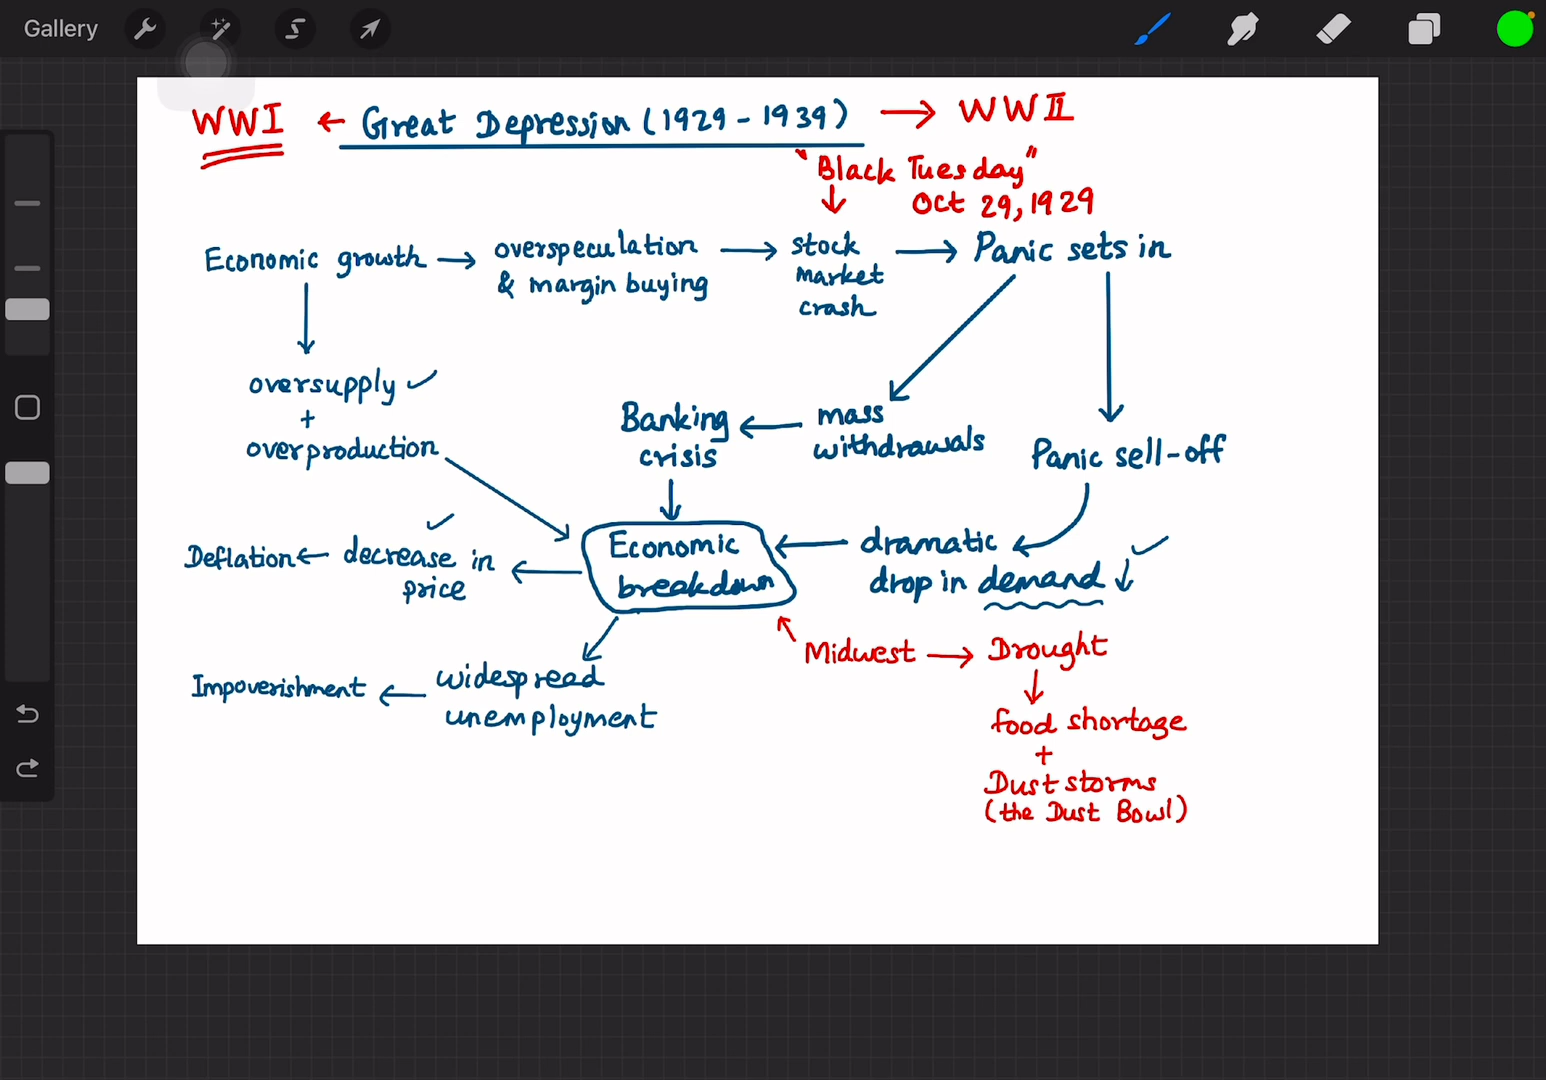 Gallery
WWI ← Great Depression (1929 - 1939) → WWII
"Black Tuesday"
Oct 29, 1929
Economic growth → overspeculation
& margin buying
→ stock
market
crash
→ Panic sets in
oversupply ✓
+
overproduction
Banking
crisis
← mass
withdrawals
Panic sell-off
Deflation ← decrease in
price
Economic
breakdown
← dramatic
drop in demand ↓
Midwest → Drought
Impoverishment ← widespread
unemployment
food shortage
+
Dust storms
(the Dust Bowl)